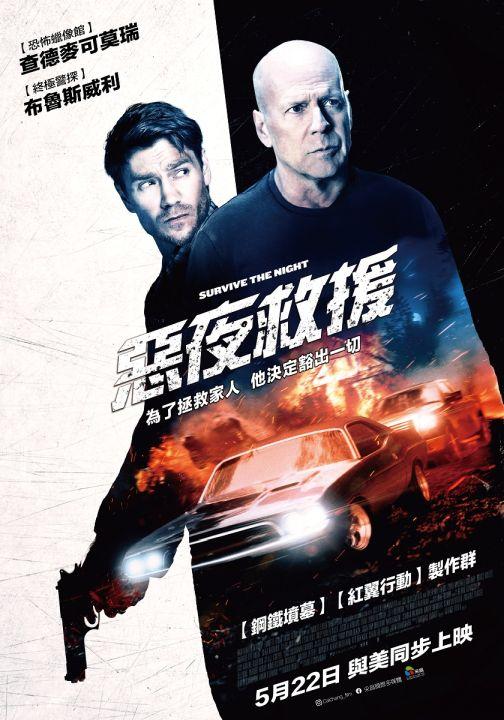 【恐怖蠟像館】
查德麥可莫瑞
【終極警探】
布魯斯威利
SURVIVE THE NIGHT
惡夜救援
為了拯救家人 他決定豁出一切
【鋼鐵墳墓】【紅翼行動】製作群
5月22日 與美同步上映